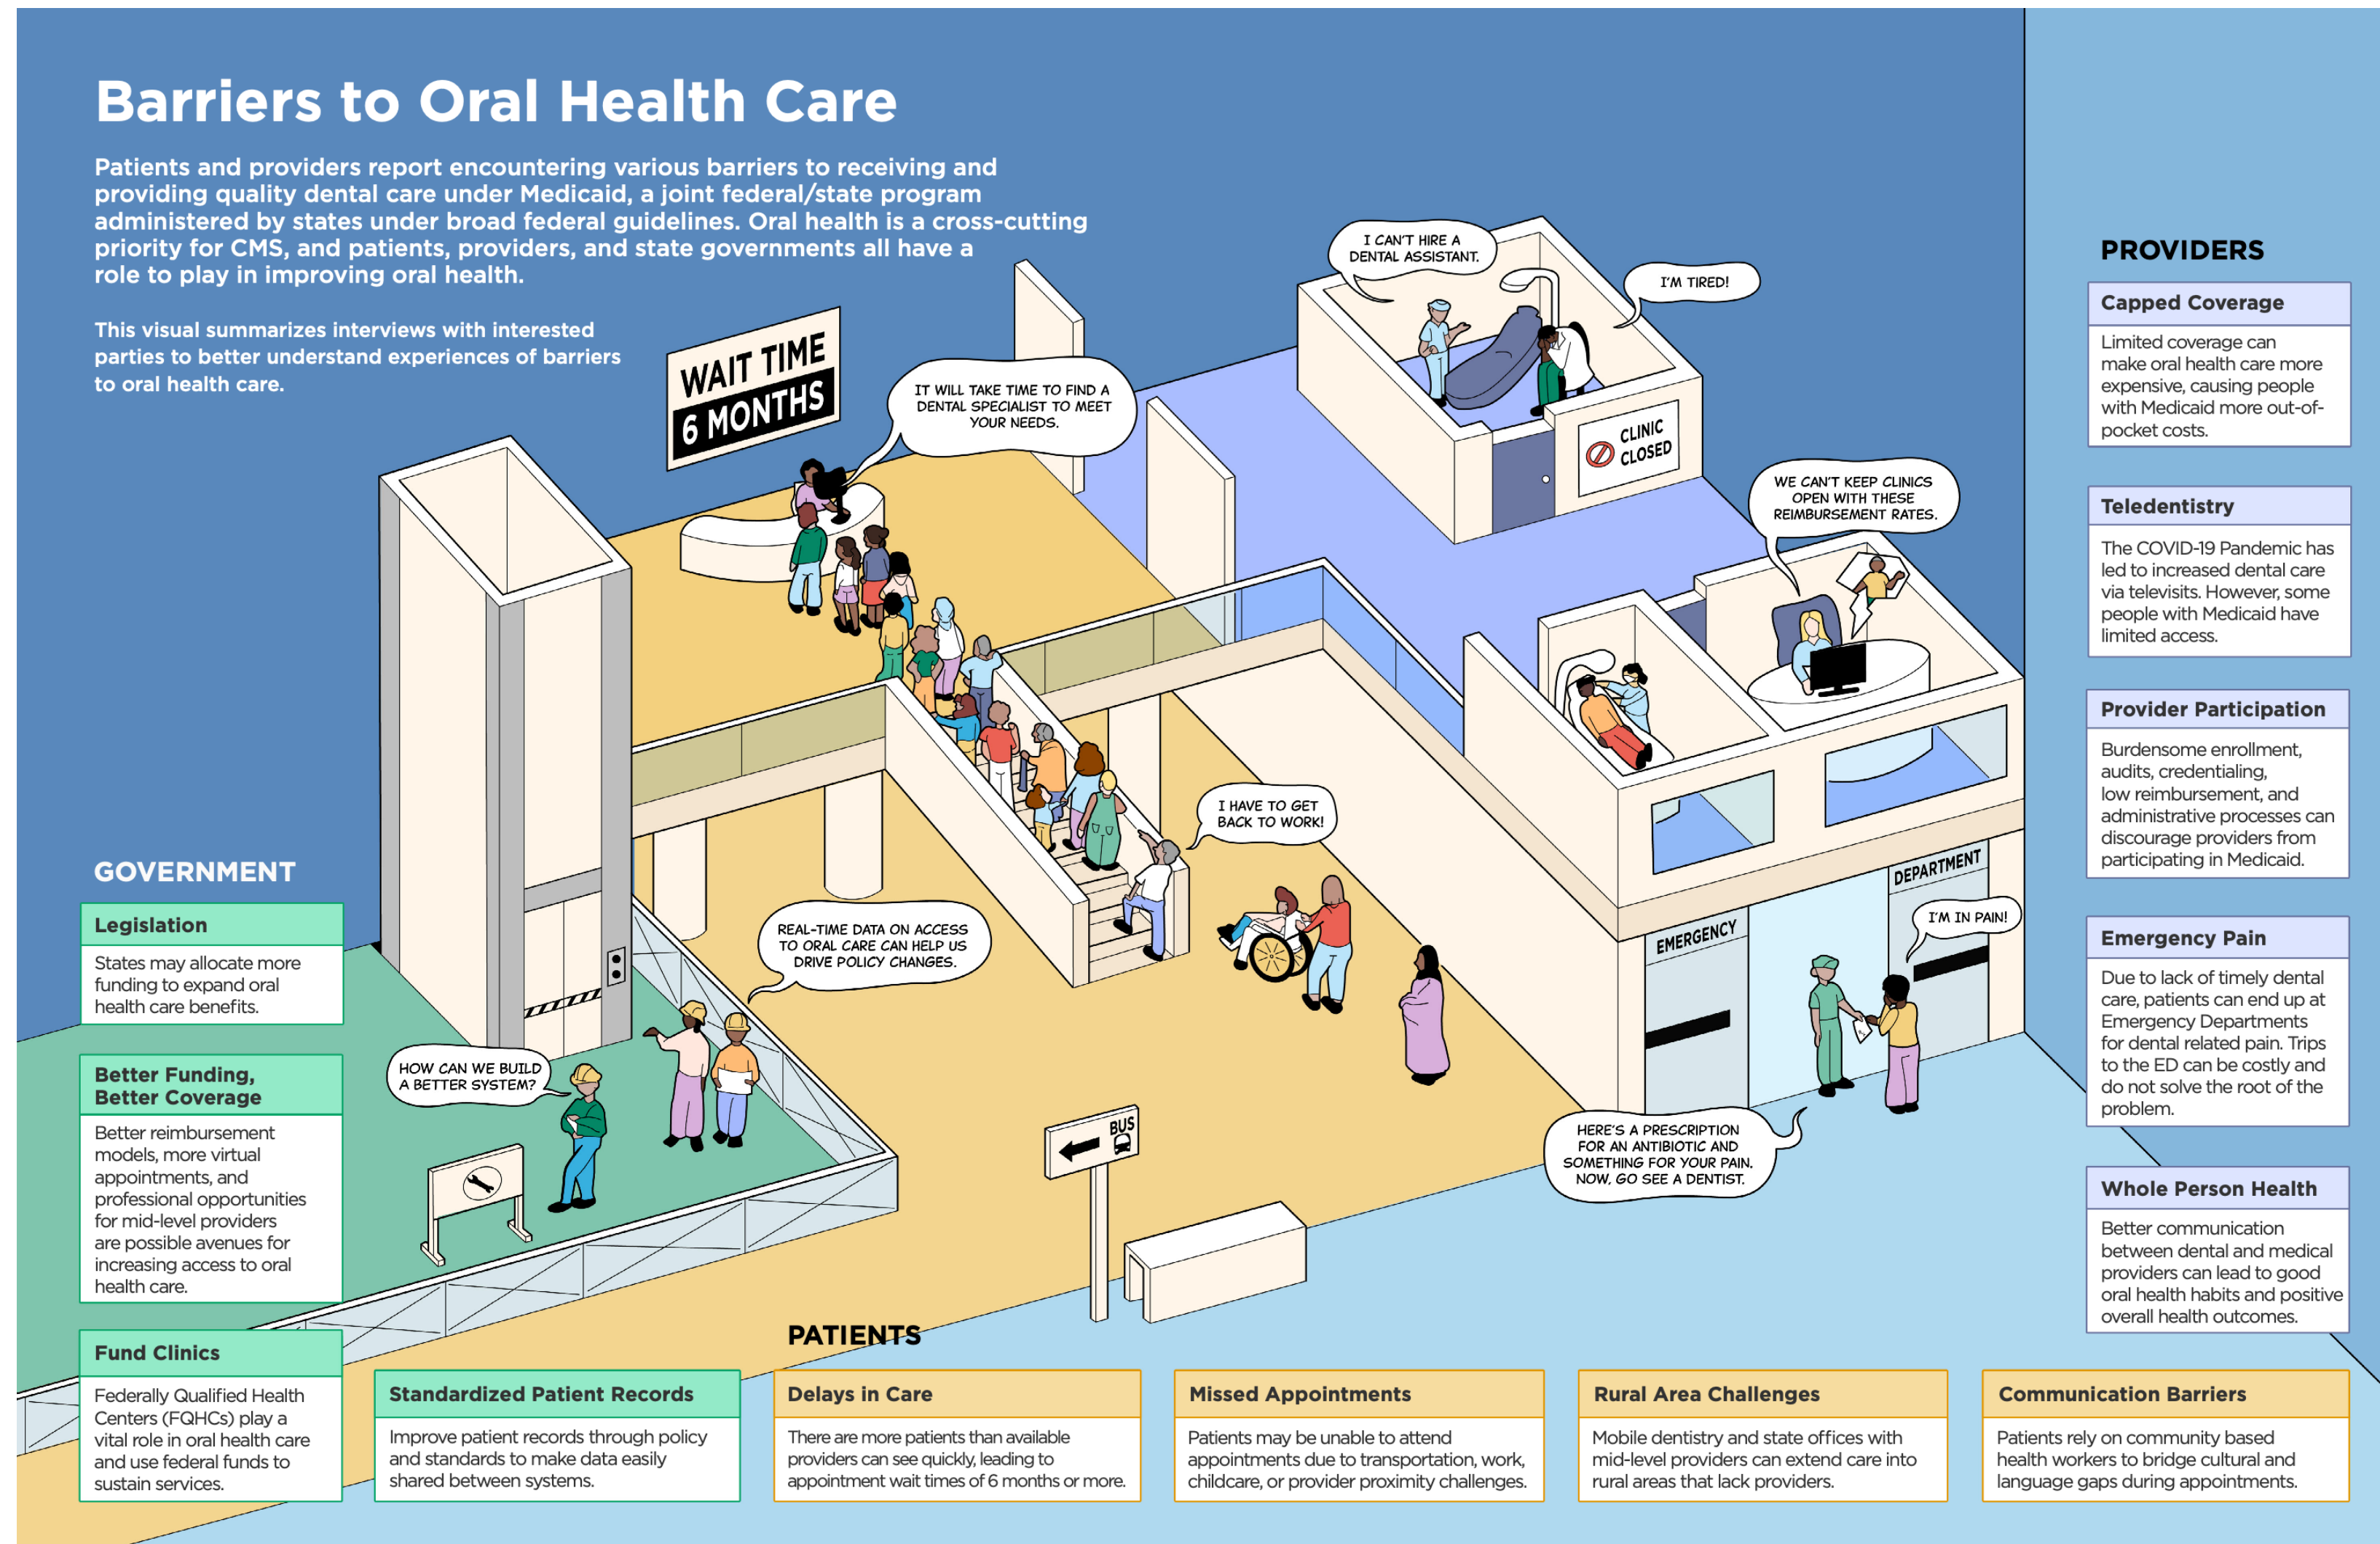 Barriers to Oral Health Care
Patients and providers report encountering various barriers to receiving and
providing quality dental care under Medicaid, a joint federal/state program
administered by states under broad federal guidelines. Oral health is a cross-cutting
priority for CMS, and patients, providers, and state governments all have a
role to play in improving oral health.
This visual summarizes interviews with interested
parties to better understand experiences of barriers
to oral health care.
WAIT TIME
6 MONTHS
IT WILL TAKE TIME TO FIND A
DENTAL SPECIALIST TO MEET
YOUR NEEDS.
I CAN'T HIRE A
DENTAL ASSISTANT.
I'M TIRED!
CLINIC
CLOSED
WE CAN'T KEEP CLINICS
OPEN WITH THESE
REIMBURSEMENT RATES.
I HAVE TO GET
BACK TO WORK!
REAL-TIME DATA ON ACCESS
TO ORAL CARE CAN HELP US
DRIVE POLICY CHANGES.
HOW CAN WE BUILD
A BETTER SYSTEM?
EMERGENCY
DEPARTMENT
I'M IN PAIN!
HERE'S A PRESCRIPTION
FOR AN ANTIBIOTIC AND
SOMETHING FOR YOUR PAIN.
NOW, GO SEE A DENTIST.
BUS
GOVERNMENT
Legislation
States may allocate more
funding to expand oral
health care benefits.
Better Funding,
Better Coverage
Better reimbursement
models, more virtual
appointments, and
professional opportunities
for mid-level providers
are possible avenues for
increasing access to oral
health care.
Fund Clinics
Federally Qualified Health
Centers (FQHCs) play a
vital role in oral health care
and use federal funds to
sustain services.
Standardized Patient Records
Improve patient records through policy
and standards to make data easily
shared between systems.
PATIENTS
Delays in Care
There are more patients than available
providers can see quickly, leading to
appointment wait times of 6 months or more.
Missed Appointments
Patients may be unable to attend
appointments due to transportation, work,
childcare, or provider proximity challenges.
Rural Area Challenges
Mobile dentistry and state offices with
mid-level providers can extend care into
rural areas that lack providers.
Communication Barriers
Patients rely on community based
health workers to bridge cultural and
language gaps during appointments.
PROVIDERS
Capped Coverage
Limited coverage can
make oral health care more
expensive, causing people
with Medicaid more out-of-
pocket costs.
Teledentistry
The COVID-19 Pandemic has
led to increased dental care
via televisits. However, some
people with Medicaid have
limited access.
Provider Participation
Burdensome enrollment,
audits, credentialing,
low reimbursement, and
administrative processes can
discourage providers from
participating in Medicaid.
Emergency Pain
Due to lack of timely dental
care, patients can end up at
Emergency Departments
for dental related pain. Trips
to the ED can be costly and
do not solve the root of the
problem.
Whole Person Health
Better communication
between dental and medical
providers can lead to good
oral health habits and positive
overall health outcomes.